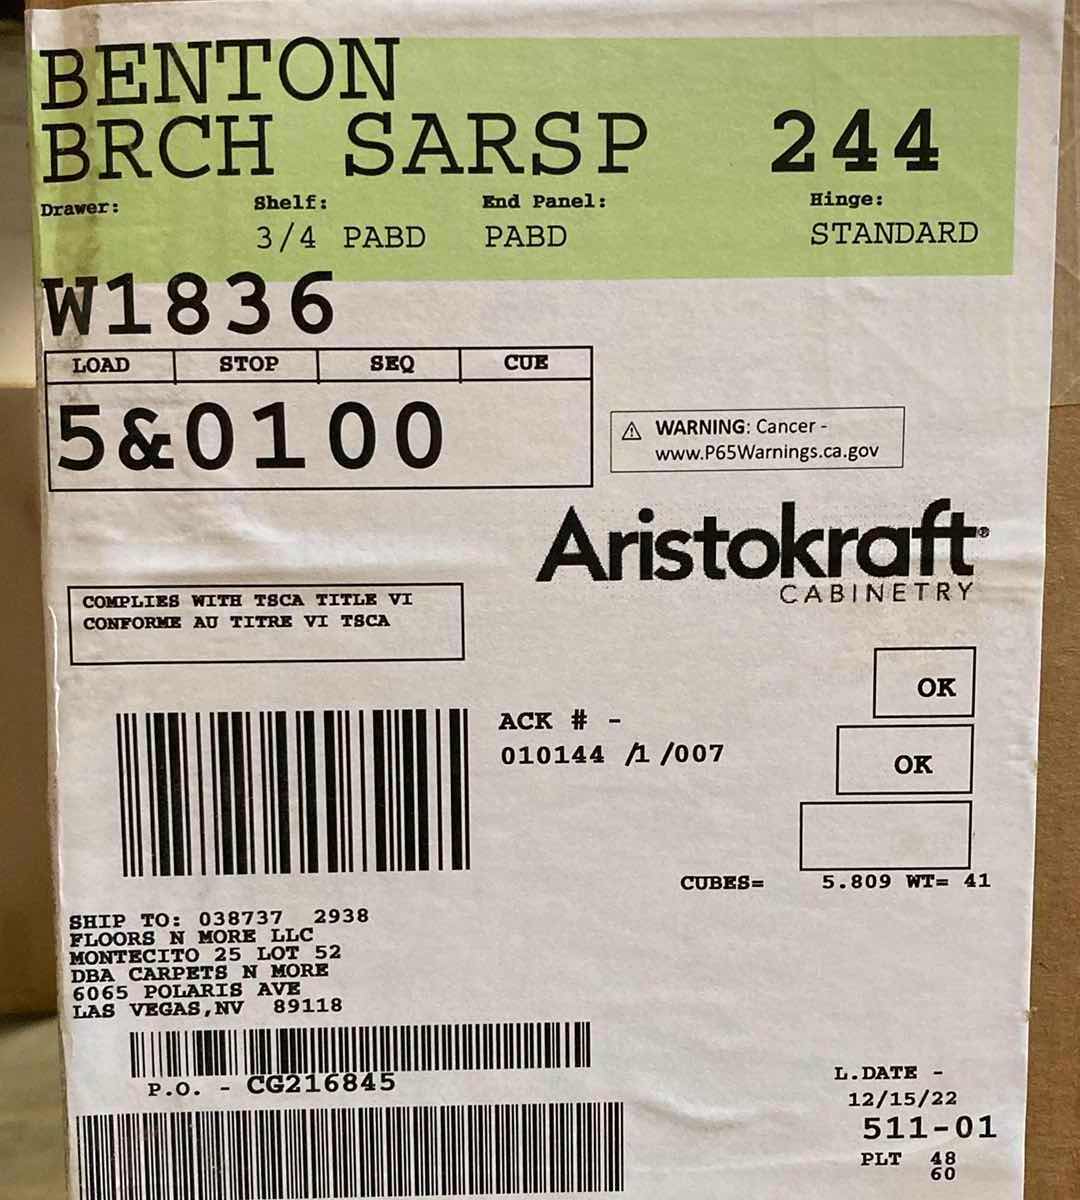 BENTON
BRCH SARSP 244
Drawer: Shelf: End Panel: Hinge:
3/4 PABD PABD STANDARD
W1836
LOAD STOP SEQ CUE
5&0100
WARNING: Cancer -
www.P65Warnings.ca.gov
Aristokraft®
CABINETRY
COMPLIES WITH TSCA TITLE VI
CONFORME AU TITRE VI TSCA
OK
ACK # -
010144 /1 /007
OK
CUBES= 5.809 WT= 41
SHIP TO: 038737 2938
FLOORS N MORE LLC
MONTECITO 25 LOT 52
DBA CARPETS N MORE
6065 POLARIS AVE
LAS VEGAS,NV 89118
P.O. - CG216845
L.DATE -
12/15/22
511-01
PLT 48
60